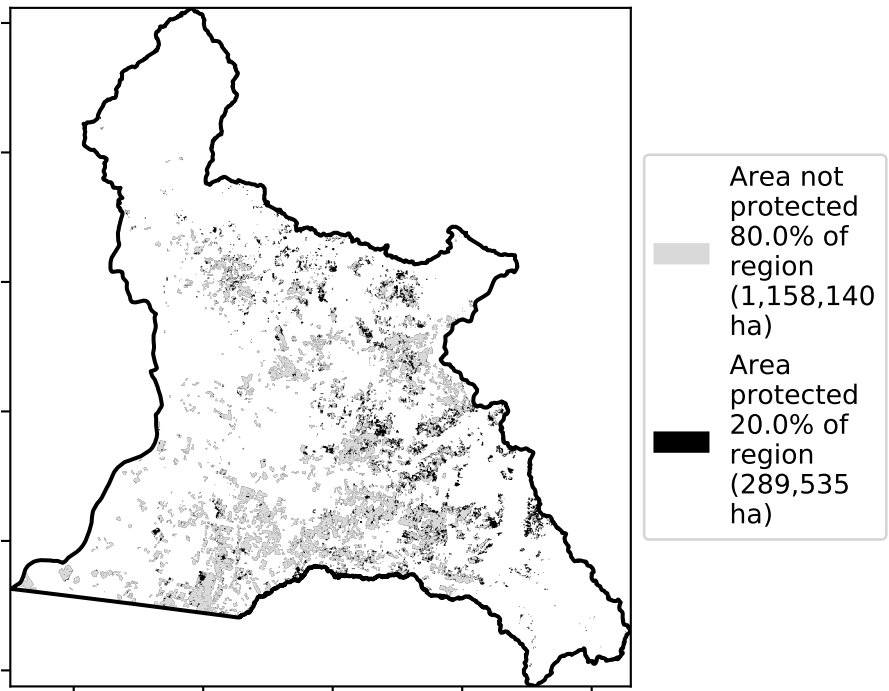 Area not
protected
80.0% of
region
(1,158,140
ha)
Area
protected
20.0% of
region
(289,535
ha)